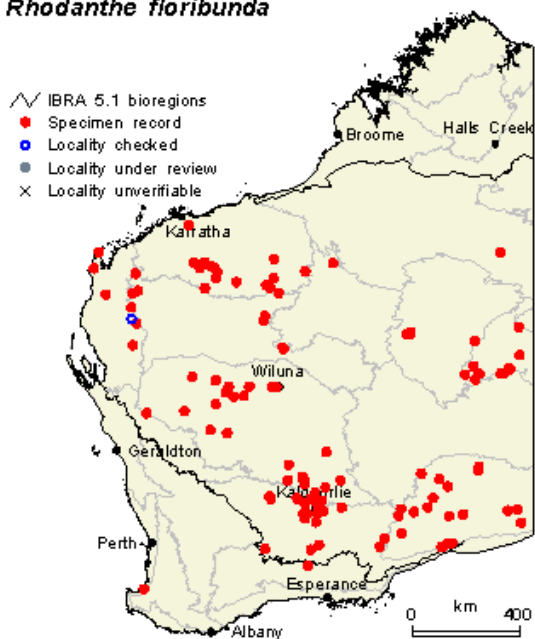 Rhodanthe floribunda
IBRA 5.1 bioregions
Specimen record
Locality checked
Locality under review
Locality unverifiable
Broome
Halls Creek
Karratha
Wiluna
Geraldton
Kalgoorlie
Perth
Esperance
Albany
km
0 400